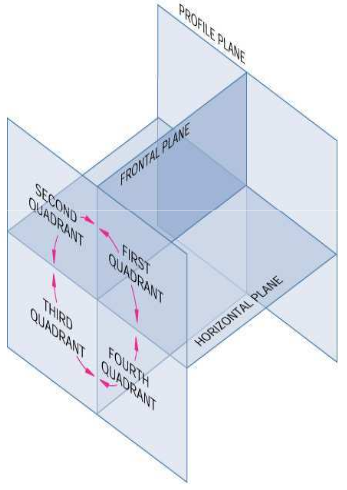 PROFILE PLANE
FRONTAL PLANE
SECOND
QUADRANT
FIRST
QUADRANT
HORIZONTAL PLANE
THIRD
QUADRANT
FOURTH
QUADRANT